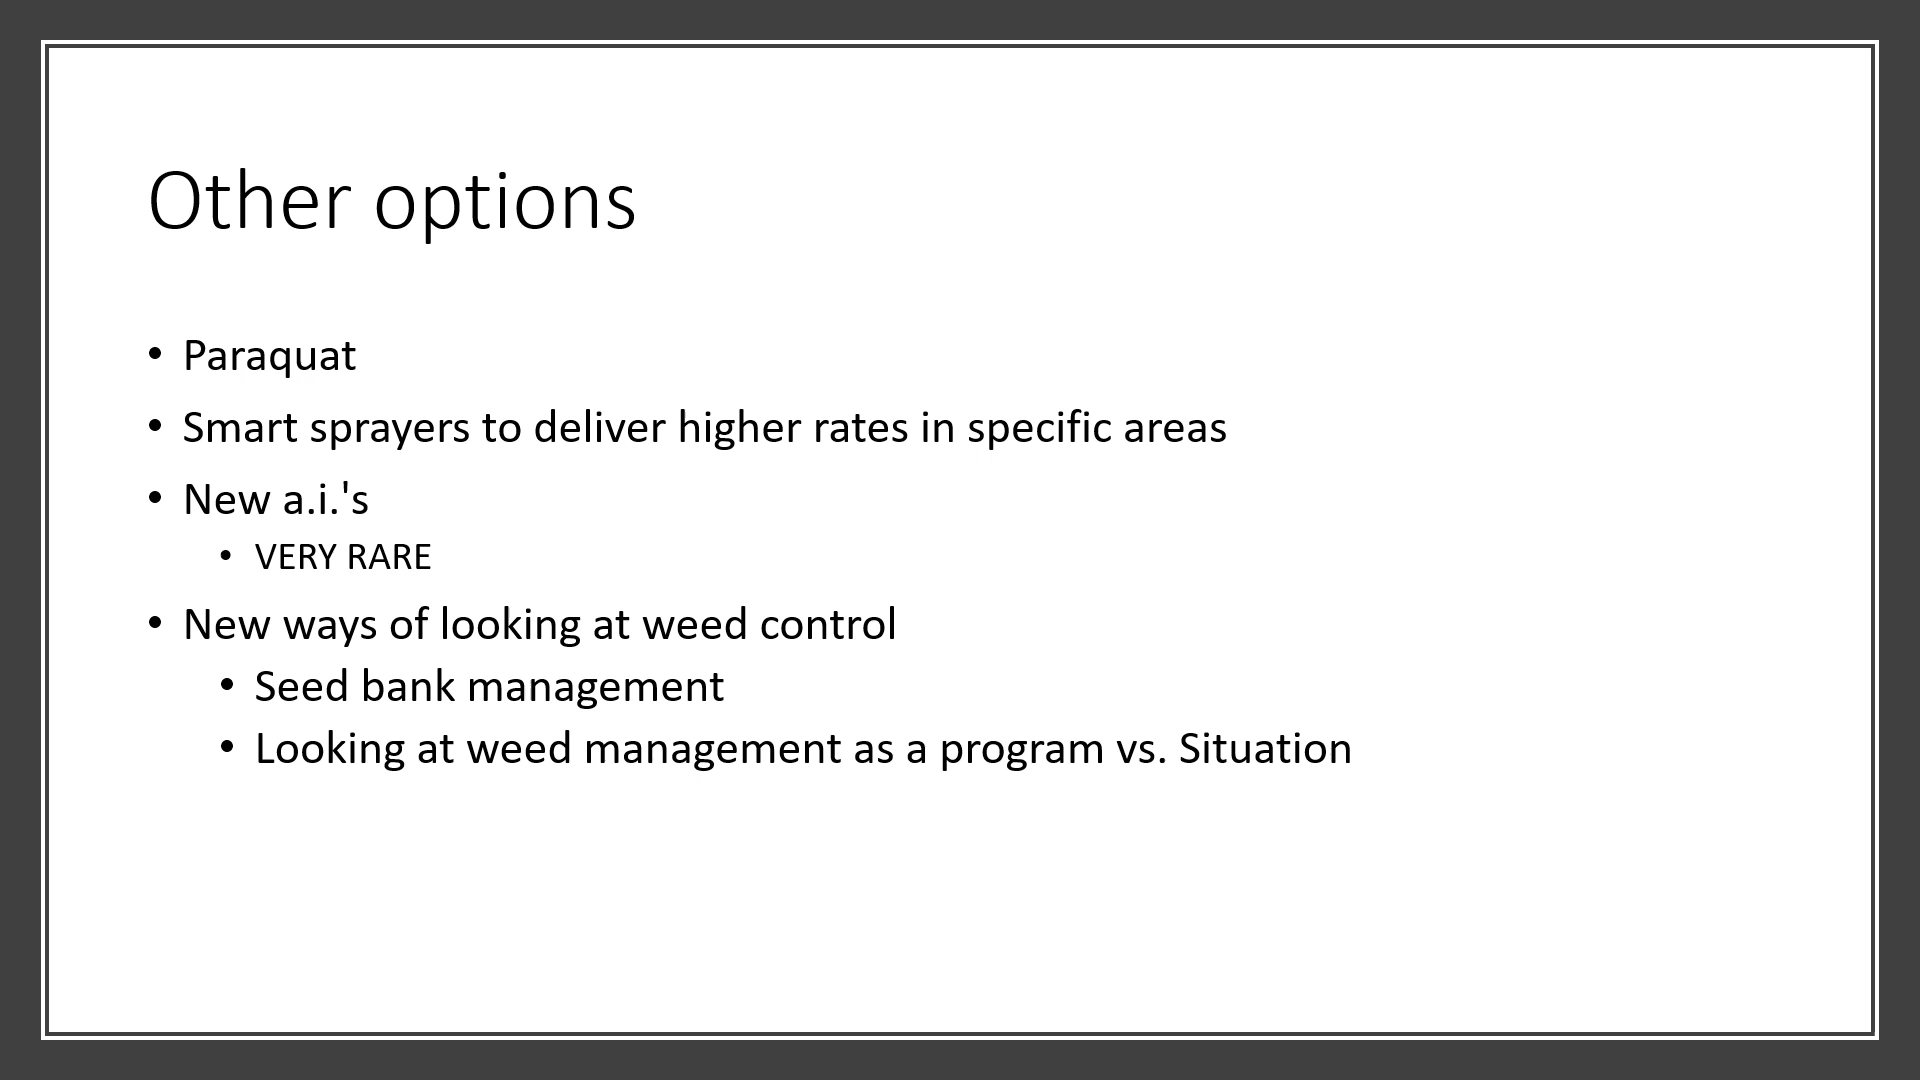 Other options
• Paraquat
• Smart sprayers to deliver higher rates in specific areas
• New a.i.'s
• VERY RARE
• New ways of looking at weed control
• Seed bank management
• Looking at weed management as a program vs. Situation